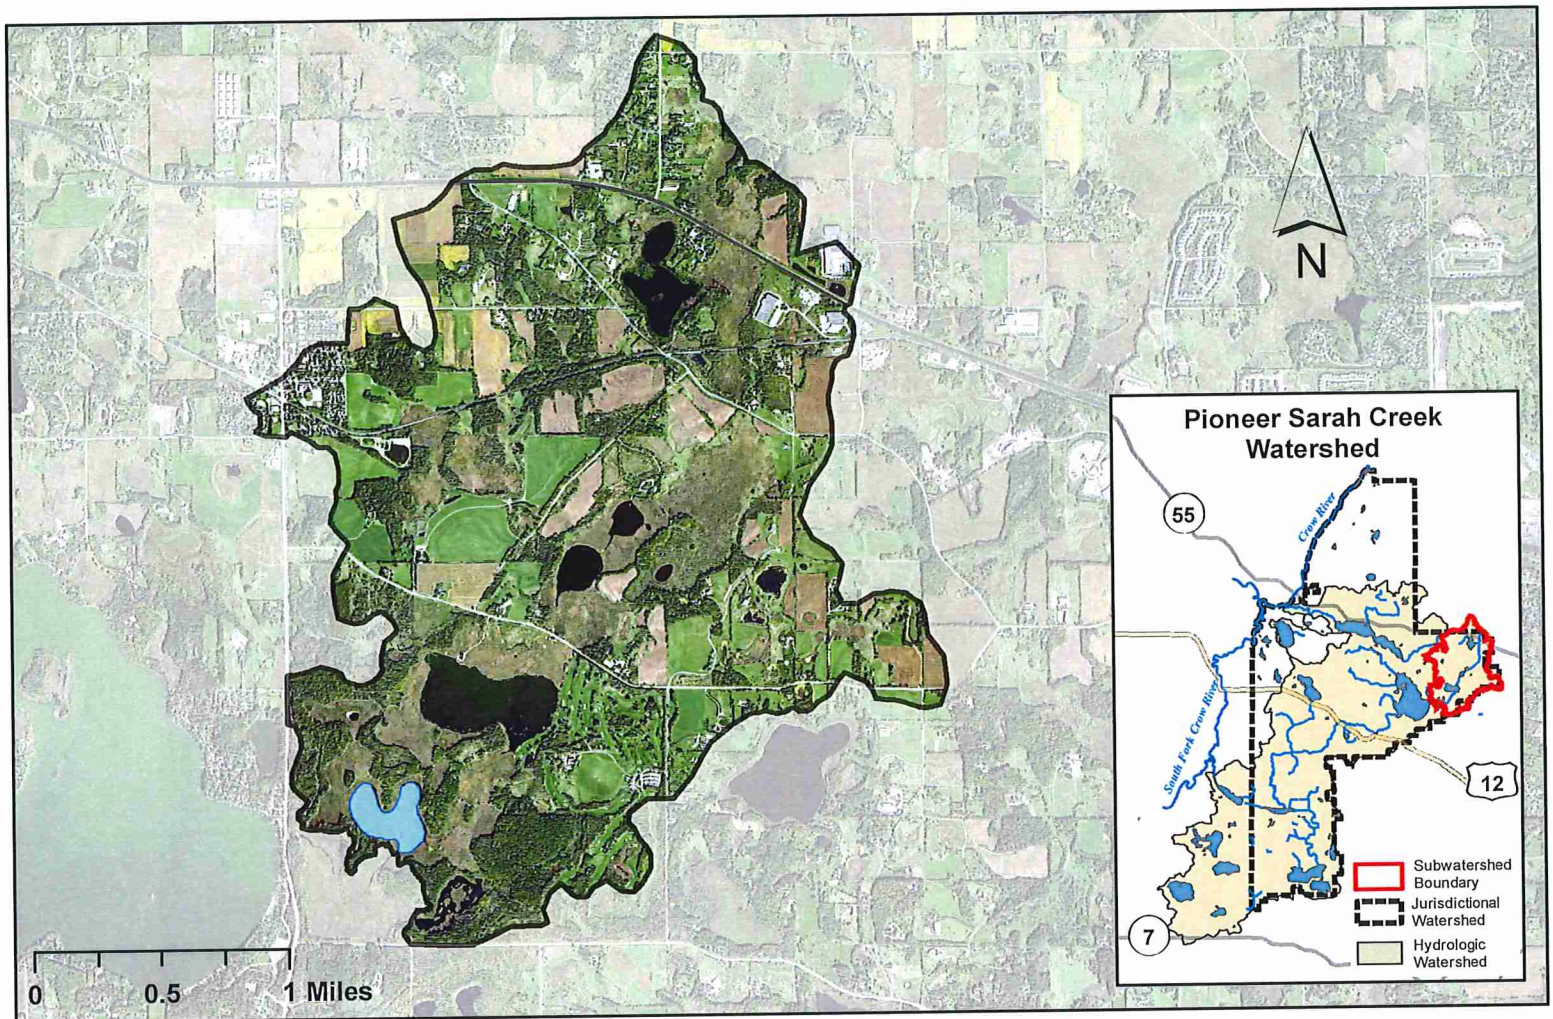 N
Pioneer Sarah Creek
Watershed
55
Crow River
South Fork Crow River
12
7
Subwatershed
Boundary
Jurisdictional
Watershed
Hydrologic
Watershed
0
0.5
1 Miles